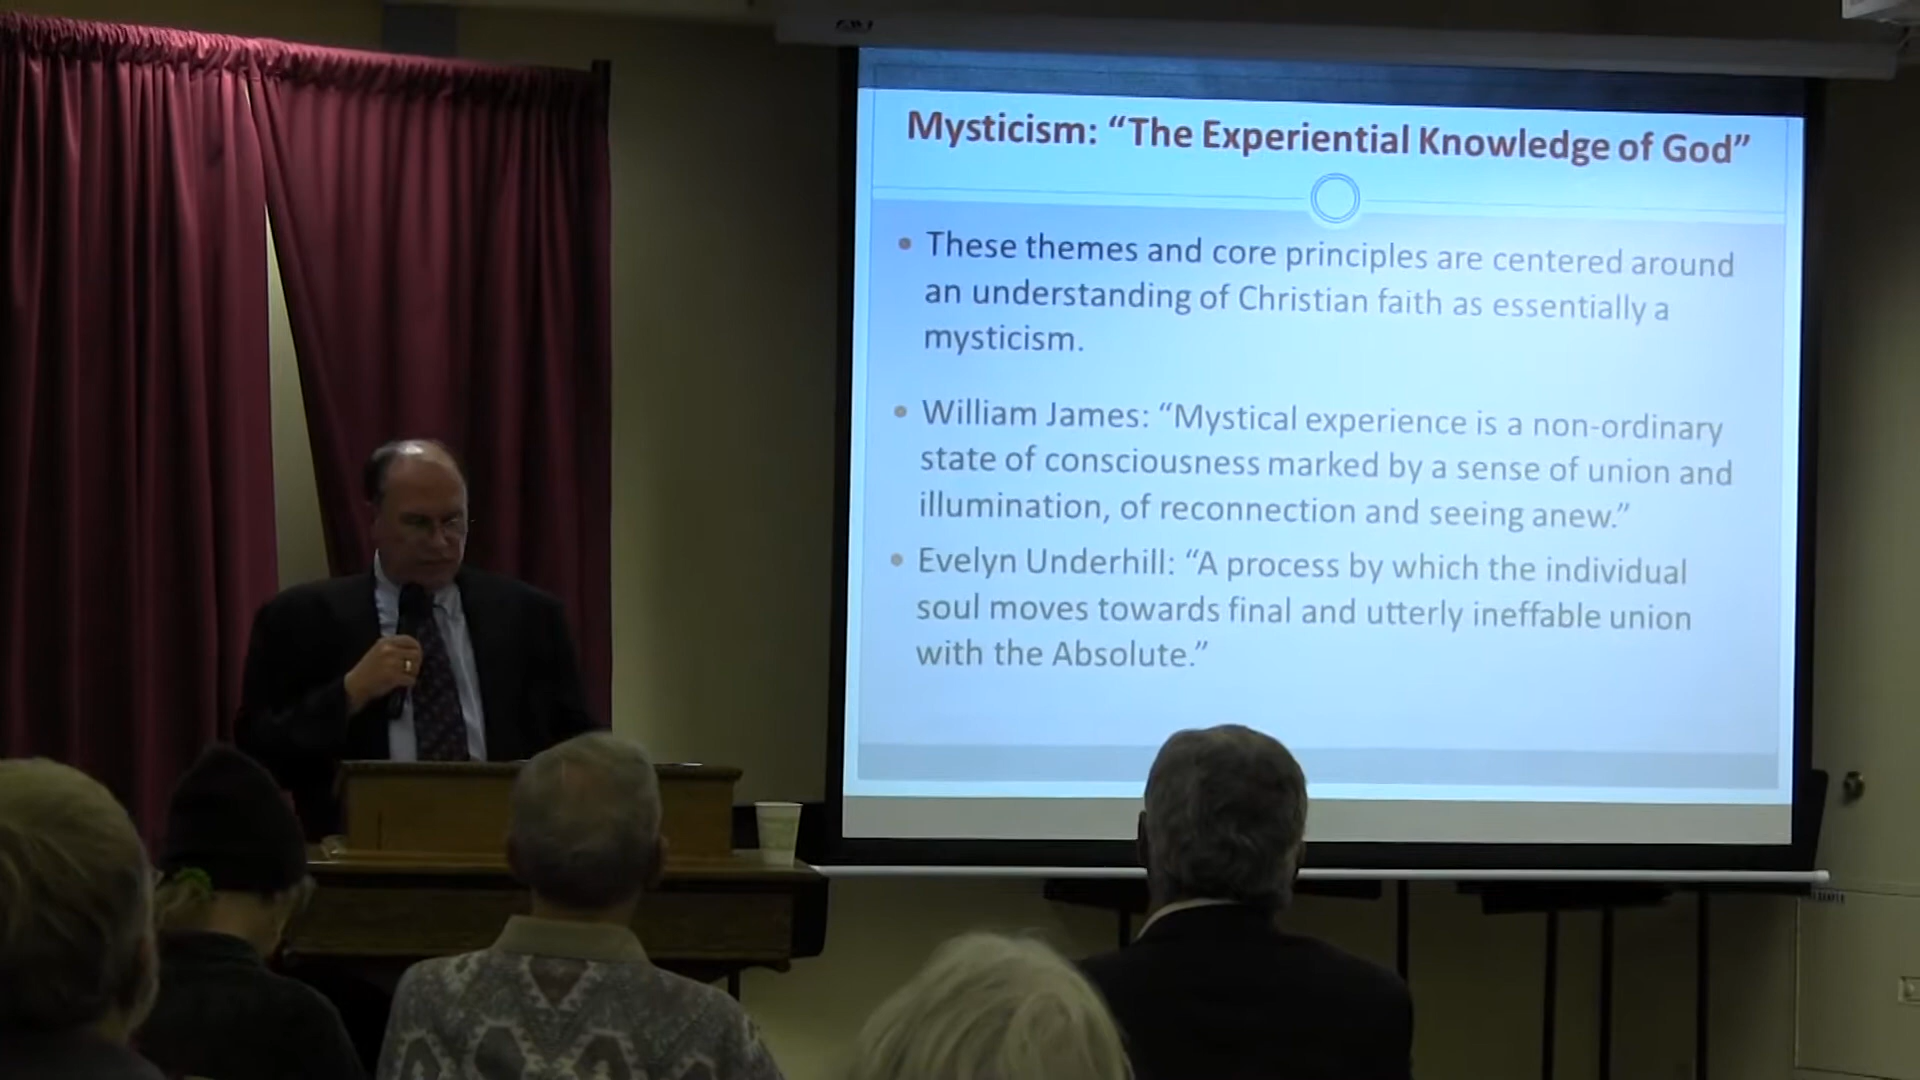 Mysticism: “The Experiential Knowledge of God”
• These themes and core principles are centered around
an understanding of Christian faith as essentially a
mysticism.
• William James: “Mystical experience is a non-ordinary
state of consciousness marked by a sense of union and
illumination, of reconnection and seeing anew.”
• Evelyn Underhill: “A process by which the individual
soul moves towards final and utterly ineffable union
with the Absolute.”